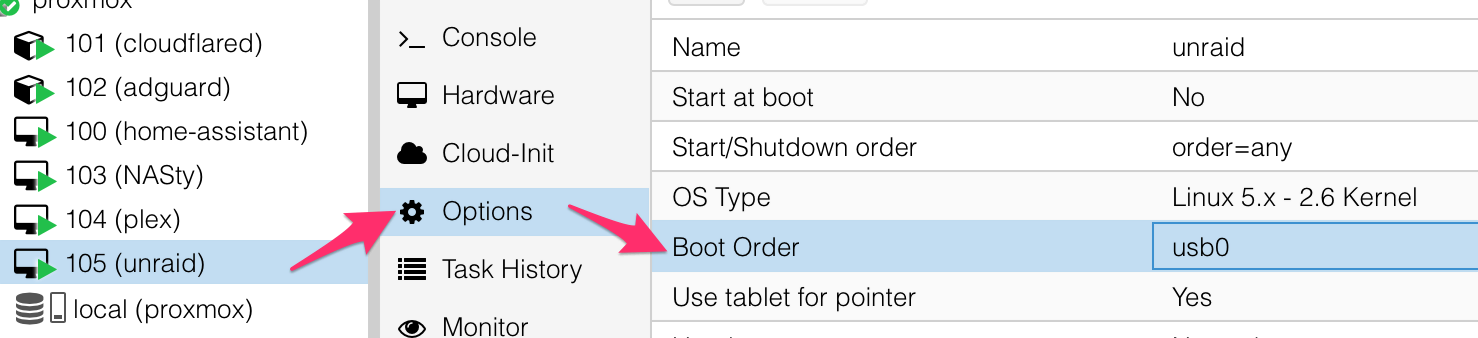 proxmox
101 (cloudflared)
102 (adguard)
100 (home-assistant)
103 (NASty)
104 (plex)
105 (unraid)
local (proxmox)
Console
Hardware
Cloud-Init
Options
Task History
Monitor
Name unraid
Start at boot No
Start/Shutdown order order=any
OS Type Linux 5.x - 2.6 Kernel
Boot Order usb0
Use tablet for pointer Yes